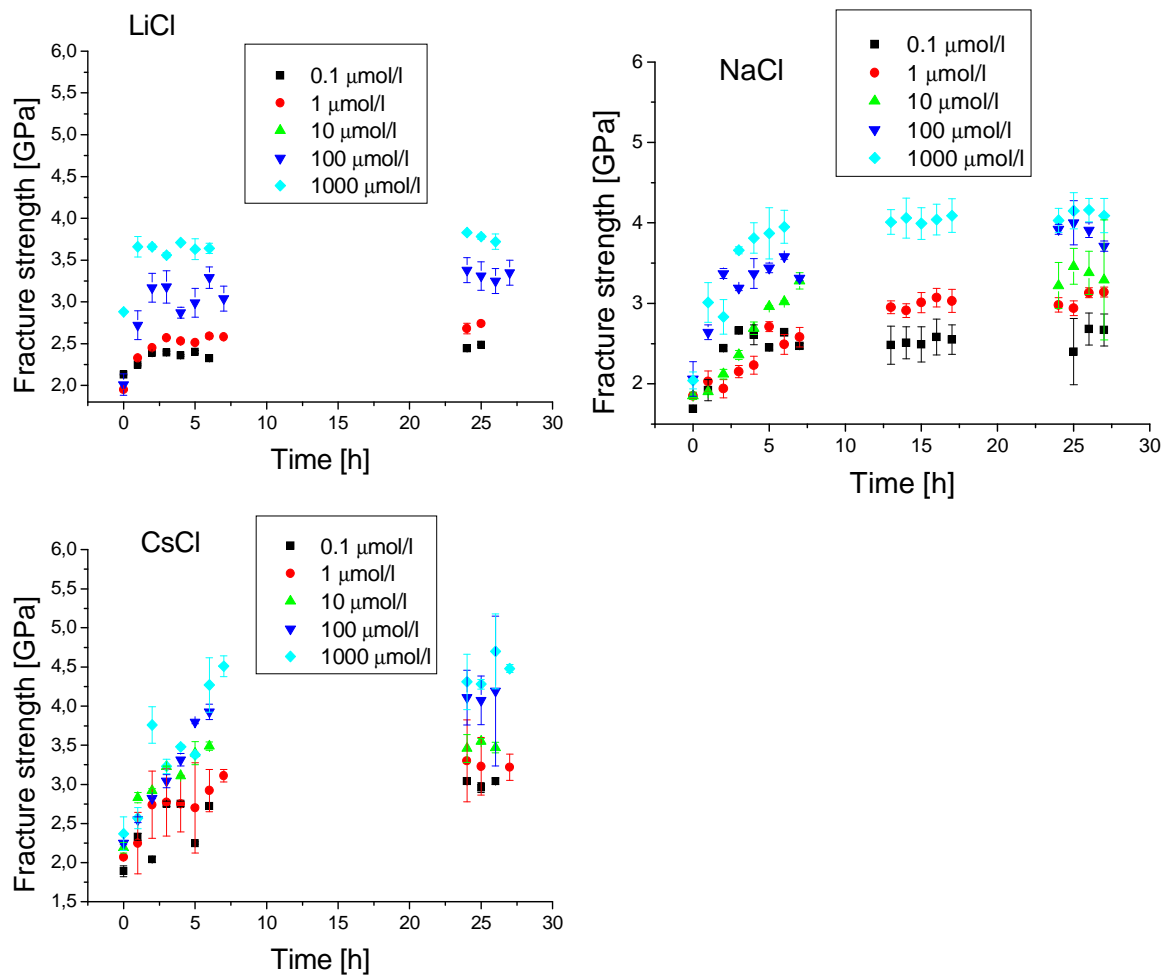 LiCl
0.1 μmol/l
1 μmol/l
10 μmol/l
100 μmol/l
1000 μmol/l
6,0
5,5
5,0
4,5
4,0
3,5
3,0
2,5
2,0
Fracture strength [GPa]
0 5 10 15 20 25 30
Time [h]
NaCl
0.1 μmol/l
1 μmol/l
10 μmol/l
100 μmol/l
1000 μmol/l
6
5
4
3
2
Fracture strength [GPa]
0 5 10 15 20 25 30
Time [h]
CsCl
0.1 μmol/l
1 μmol/l
10 μmol/l
100 μmol/l
1000 μmol/l
6,0
5,5
5,0
4,5
4,0
3,5
3,0
2,5
2,0
1,5
Fracture strength [GPa]
0 5 10 15 20 25 30
Time [h]